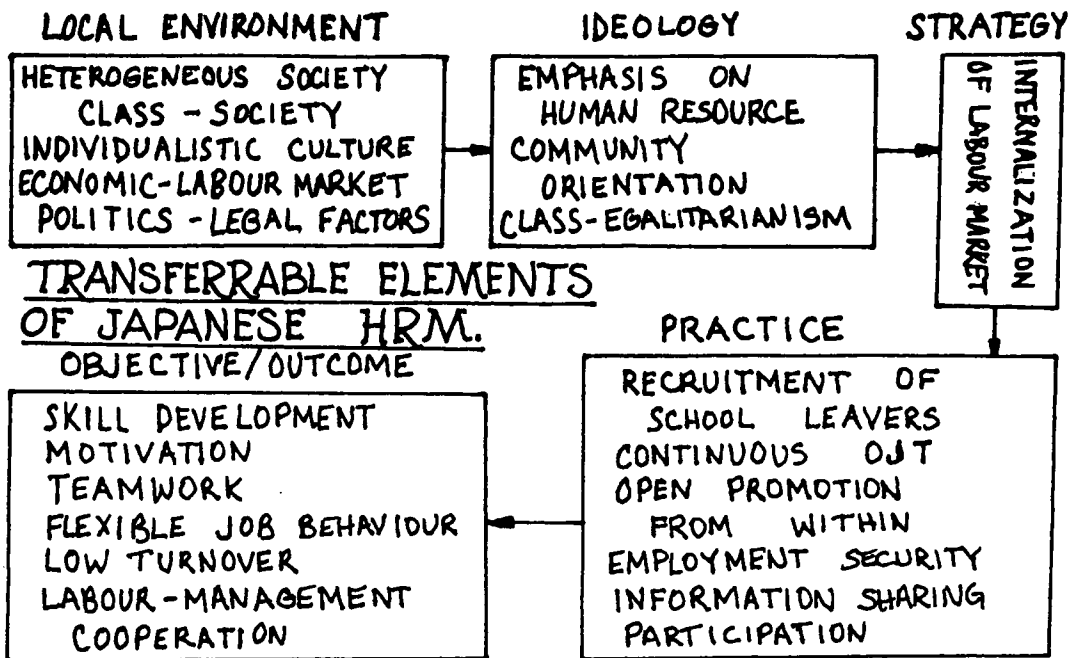 LOCAL ENVIRONMENT
HETEROGENEOUS SOCIETY
CLASS - SOCIETY
INDIVIDUALISTIC CULTURE
ECONOMIC-LABOUR MARKET
POLITICS - LEGAL FACTORS
IDEOLOGY
EMPHASIS ON
HUMAN RESOURCE
COMMUNITY
ORIENTATION
CLASS-EGALITARIANISM
STRATEGY
INTERNALIZATION
OF LABOUR MARKET
TRANSFERRABLE ELEMENTS
OF JAPANESE HRM.
PRACTICE
RECRUITMENT OF
SCHOOL LEAVERS
CONTINUOUS OJT
OPEN PROMOTION
FROM WITHIN
EMPLOYMENT SECURITY
INFORMATION SHARING
PARTICIPATION
OBJECTIVE/OUTCOME
SKILL DEVELOPMENT
MOTIVATION
TEAMWORK
FLEXIBLE JOB BEHAVIOUR
LOW TURNOVER
LABOUR-MANAGEMENT
COOPERATION